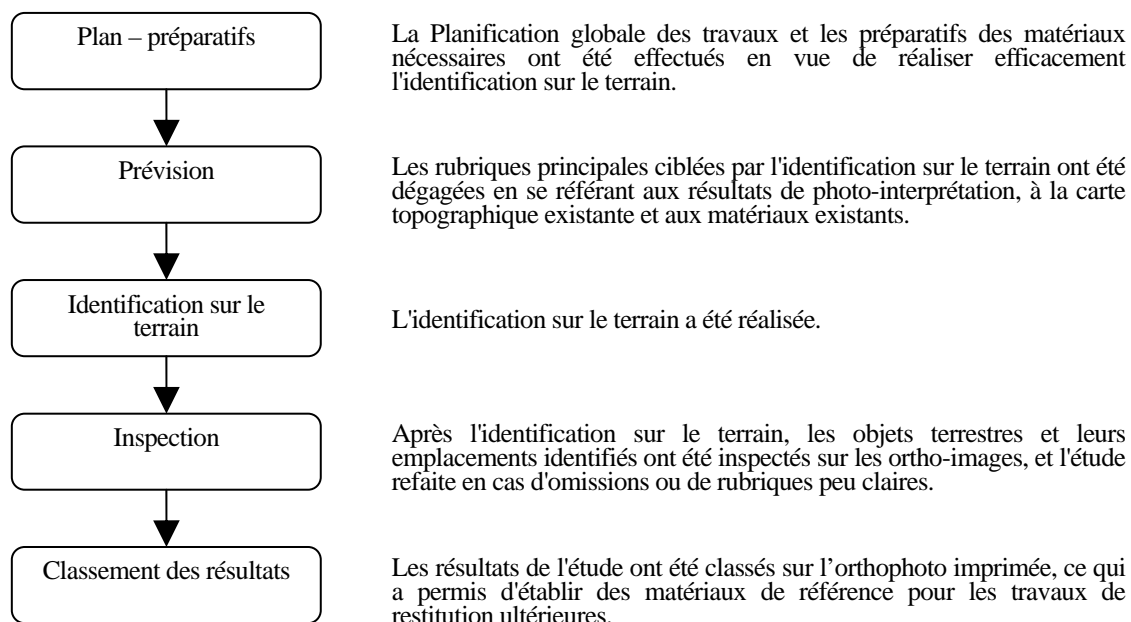 Plan – préparatifs
La Planification globale des travaux et les préparatifs des matériaux
nécessaires ont été effectués en vue de réaliser efficacement
l'identification sur le terrain.
Prévision
Les rubriques principales ciblées par l'identification sur le terrain ont été
dégagées en se référant aux résultats de photo-interprétation, à la carte
topographique existante et aux matériaux existants.
Identification sur le
terrain
L'identification sur le terrain a été réalisée.
Inspection
Après l'identification sur le terrain, les objets terrestres et leurs
emplacements identifiés ont été inspectés sur les ortho-images, et l'étude
refaite en cas d'omissions ou de rubriques peu claires.
Classement des résultats
Les résultats de l'étude ont été classés sur l’orthophoto imprimée, ce qui
a permis d'établir des matériaux de référence pour les travaux de
restitution ultérieures.